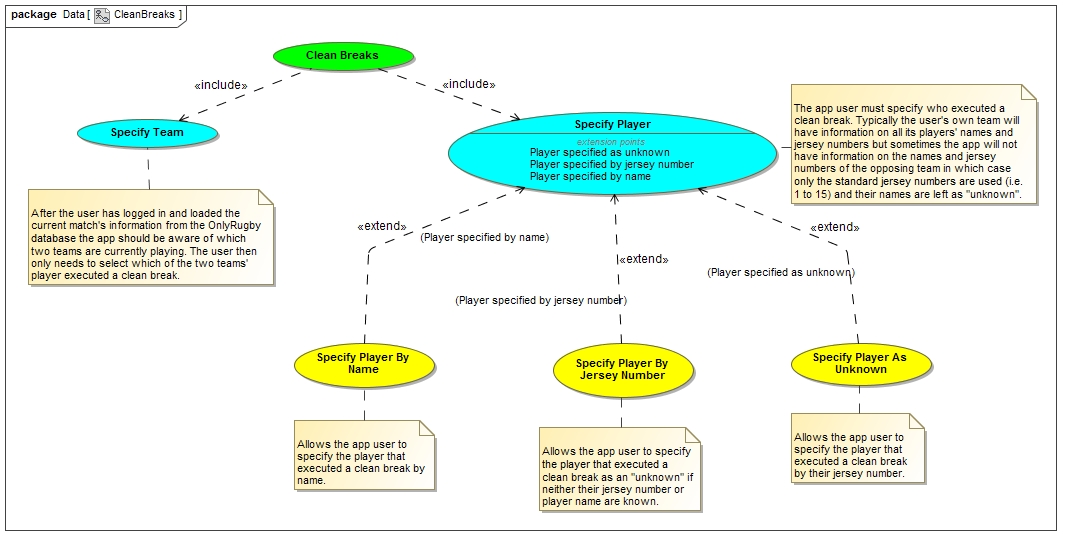 package Data [ CleanBreaks ]
Clean Breaks
«include»
«include»
Specify Team
Specify Player
extension points
Player specified as unknown
Player specified by jersey number
Player specified by name
The app user must specify who executed a
clean break. Typically the user's own team will
have information on all its players' names and
jersey numbers but sometimes the app will not
have information on the names and jersey
numbers of the opposing team in which case
only the standard jersey numbers are used (i.e.
1 to 15) and their names are left as "unknown".
After the user has logged in and loaded the
current match's information from the OnlyRugby
database the app should be aware of which
two teams are currently playing. The user then
only needs to select which of the two teams'
player executed a clean break.
«extend»
(Player specified by name)
«extend»
(Player specified by jersey number)
«extend»
(Player specified as unknown)
Specify Player By
Name
Specify Player By
Jersey Number
Specify Player As
Unknown
Allows the app user to
specify the player that
executed a clean break by
name.
Allows the app user to specify
the player that executed a
clean break as an "unknown" if
neither their jersey number or
player name are known.
Allows the app user to
specify the player that
executed a clean break
by their jersey number.